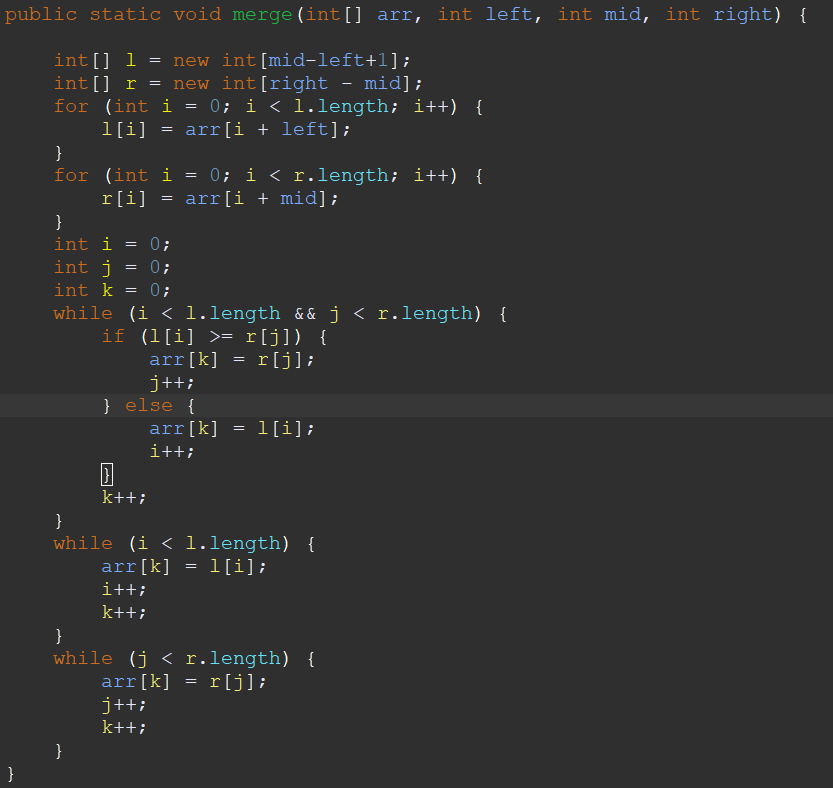 public static void merge(int[] arr, int left, int mid, int right) {

    int[] l = new int[mid-left+1];
    int[] r = new int[right - mid];
    for (int i = 0; i < l.length; i++) {
        l[i] = arr[i + left];
    }
    for (int i = 0; i < r.length; i++) {
        r[i] = arr[i + mid];
    }
    int i = 0;
    int j = 0;
    int k = 0;
    while (i < l.length && j < r.length) {
        if (l[i] >= r[j]) {
            arr[k] = r[j];
            j++;
        } else {
            arr[k] = l[i];
            i++;
        }
        k++;
    }
    while (i < l.length) {
        arr[k] = l[i];
        i++;
        k++;
    }
    while (j < r.length) {
        arr[k] = r[j];
        j++;
        k++;
    }
}